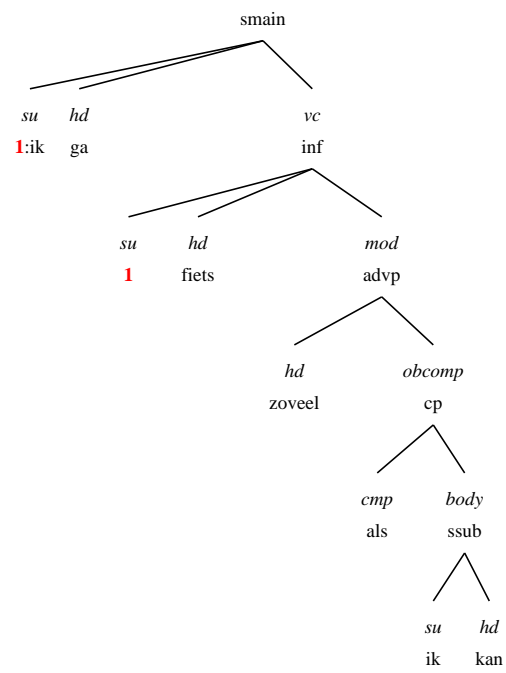 smain
su hd vc
1:ik ga inf
su hd mod
1 fiets advp
hd obcomp
zoveel cp
cmp body
als ssub
su hd
ik kan